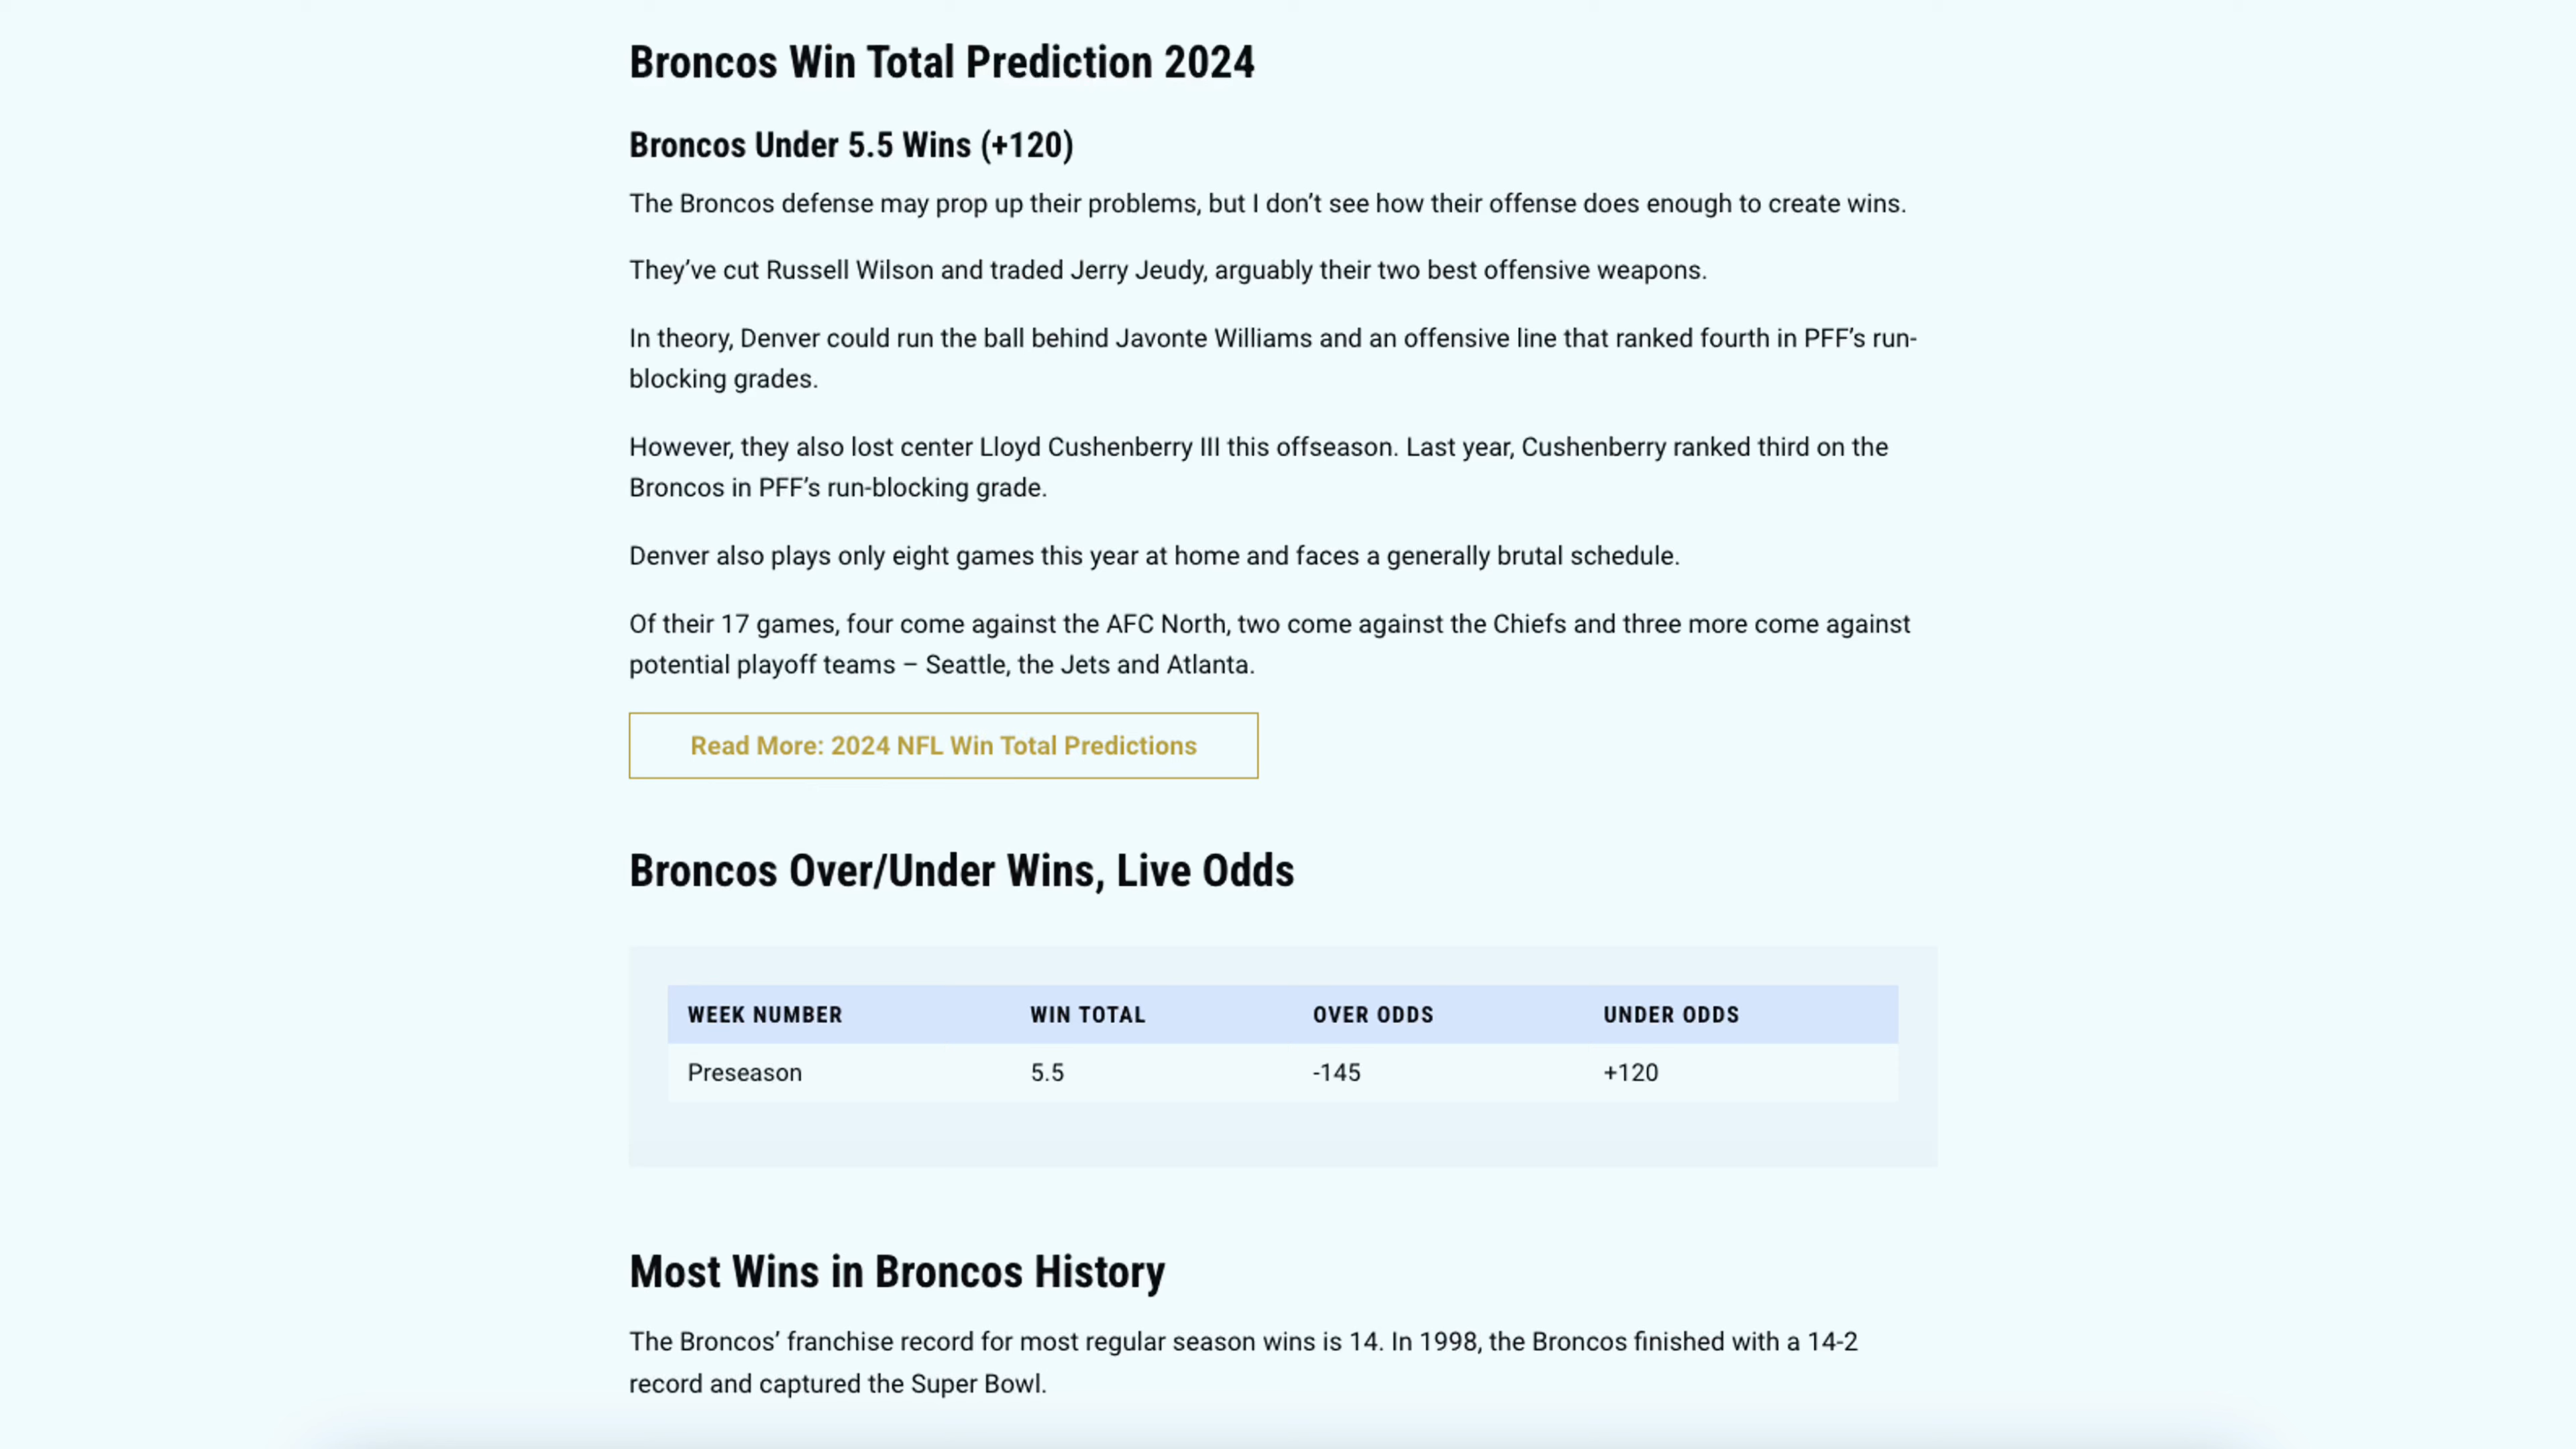 Broncos Win Total Prediction 2024
Broncos Under 5.5 Wins (+120)
The Broncos defense may prop up their problems, but I don’t see how their offense does enough to create wins.
They’ve cut Russell Wilson and traded Jerry Jeudy, arguably their two best offensive weapons.
In theory, Denver could run the ball behind Javonte Williams and an offensive line that ranked fourth in PFF’s run-
blocking grades.
However, they also lost center Lloyd Cushenberry III this offseason. Last year, Cushenberry ranked third on the
Broncos in PFF’s run-blocking grade.
Denver also plays only eight games this year at home and faces a generally brutal schedule.
Of their 17 games, four come against the AFC North, two come against the Chiefs and three more come against
potential playoff teams – Seattle, the Jets and Atlanta.
Read More: 2024 NFL Win Total Predictions
Broncos Over/Under Wins, Live Odds
WEEK NUMBER WIN TOTAL OVER ODDS UNDER ODDS
Preseason 5.5 -145 +120
Most Wins in Broncos History
The Broncos’ franchise record for most regular season wins is 14. In 1998, the Broncos finished with a 14-2
record and captured the Super Bowl.